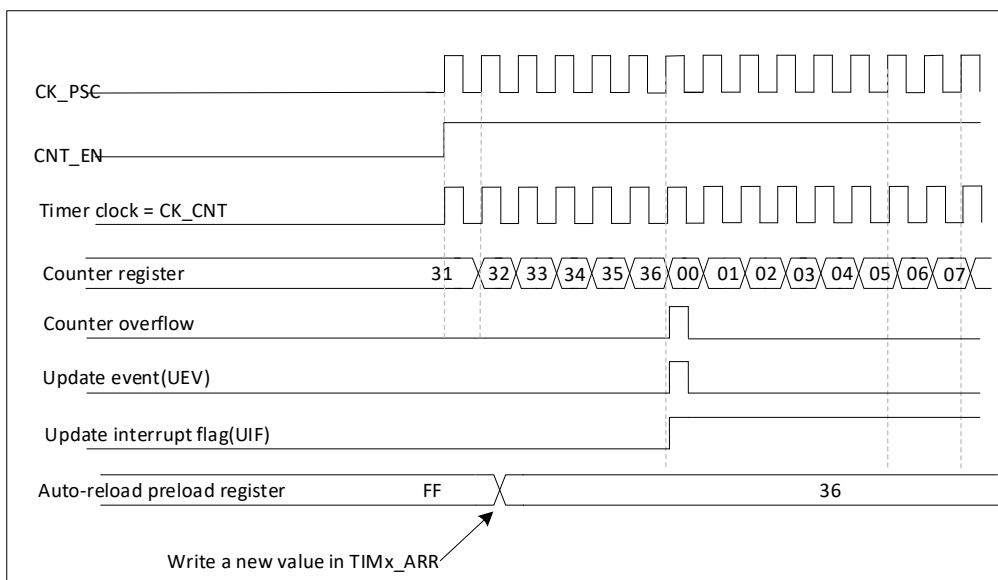 CK_PSC
CNT_EN
Timer clock = CK_CNT
Counter register 31 32 33 34 35 36 00 01 02 03 04 05 06 07
Counter overflow
Update event(UEV)
Update interrupt flag(UIF)
Auto-reload preload register FF 36
Write a new value in TIMx_ARR